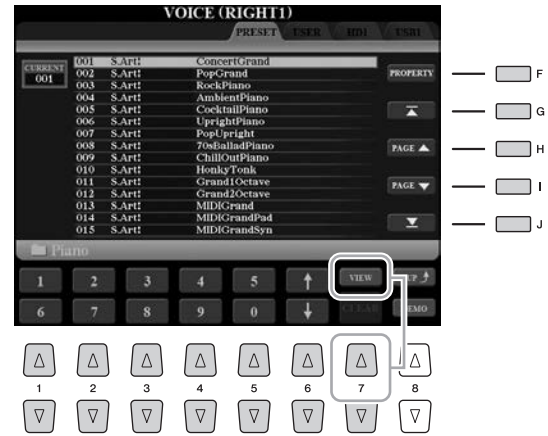 VOICE (RIGHT1)
PRESET USER HD1 USB1
CURRENT
001
001 S.Art! ConcertGrand
002 S.Art! PopGrand
003 S.Art! RockPiano
004 S.Art! AmbientPiano
005 S.Art! CocktailPiano
006 S.Art! UprightPiano
007 S.Art! PopUpright
008 S.Art! 70sBalladPiano
009 S.Art! ChillOutPiano
010 S.Art! HonkyTonk
011 S.Art! Grand1Octave
012 S.Art! Grand2Octave
013 S.Art! MIDIGrand
014 S.Art! MIDIGrandPad
015 S.Art! MIDIGrandSyn
PROPERTY
PAGE
PAGE
F
G
H
I
J
Piano
1 2 3 4 5 VIEW UP
6 7 8 9 0 CLEAR DEMO
1 2 3 4 5 6 7 8